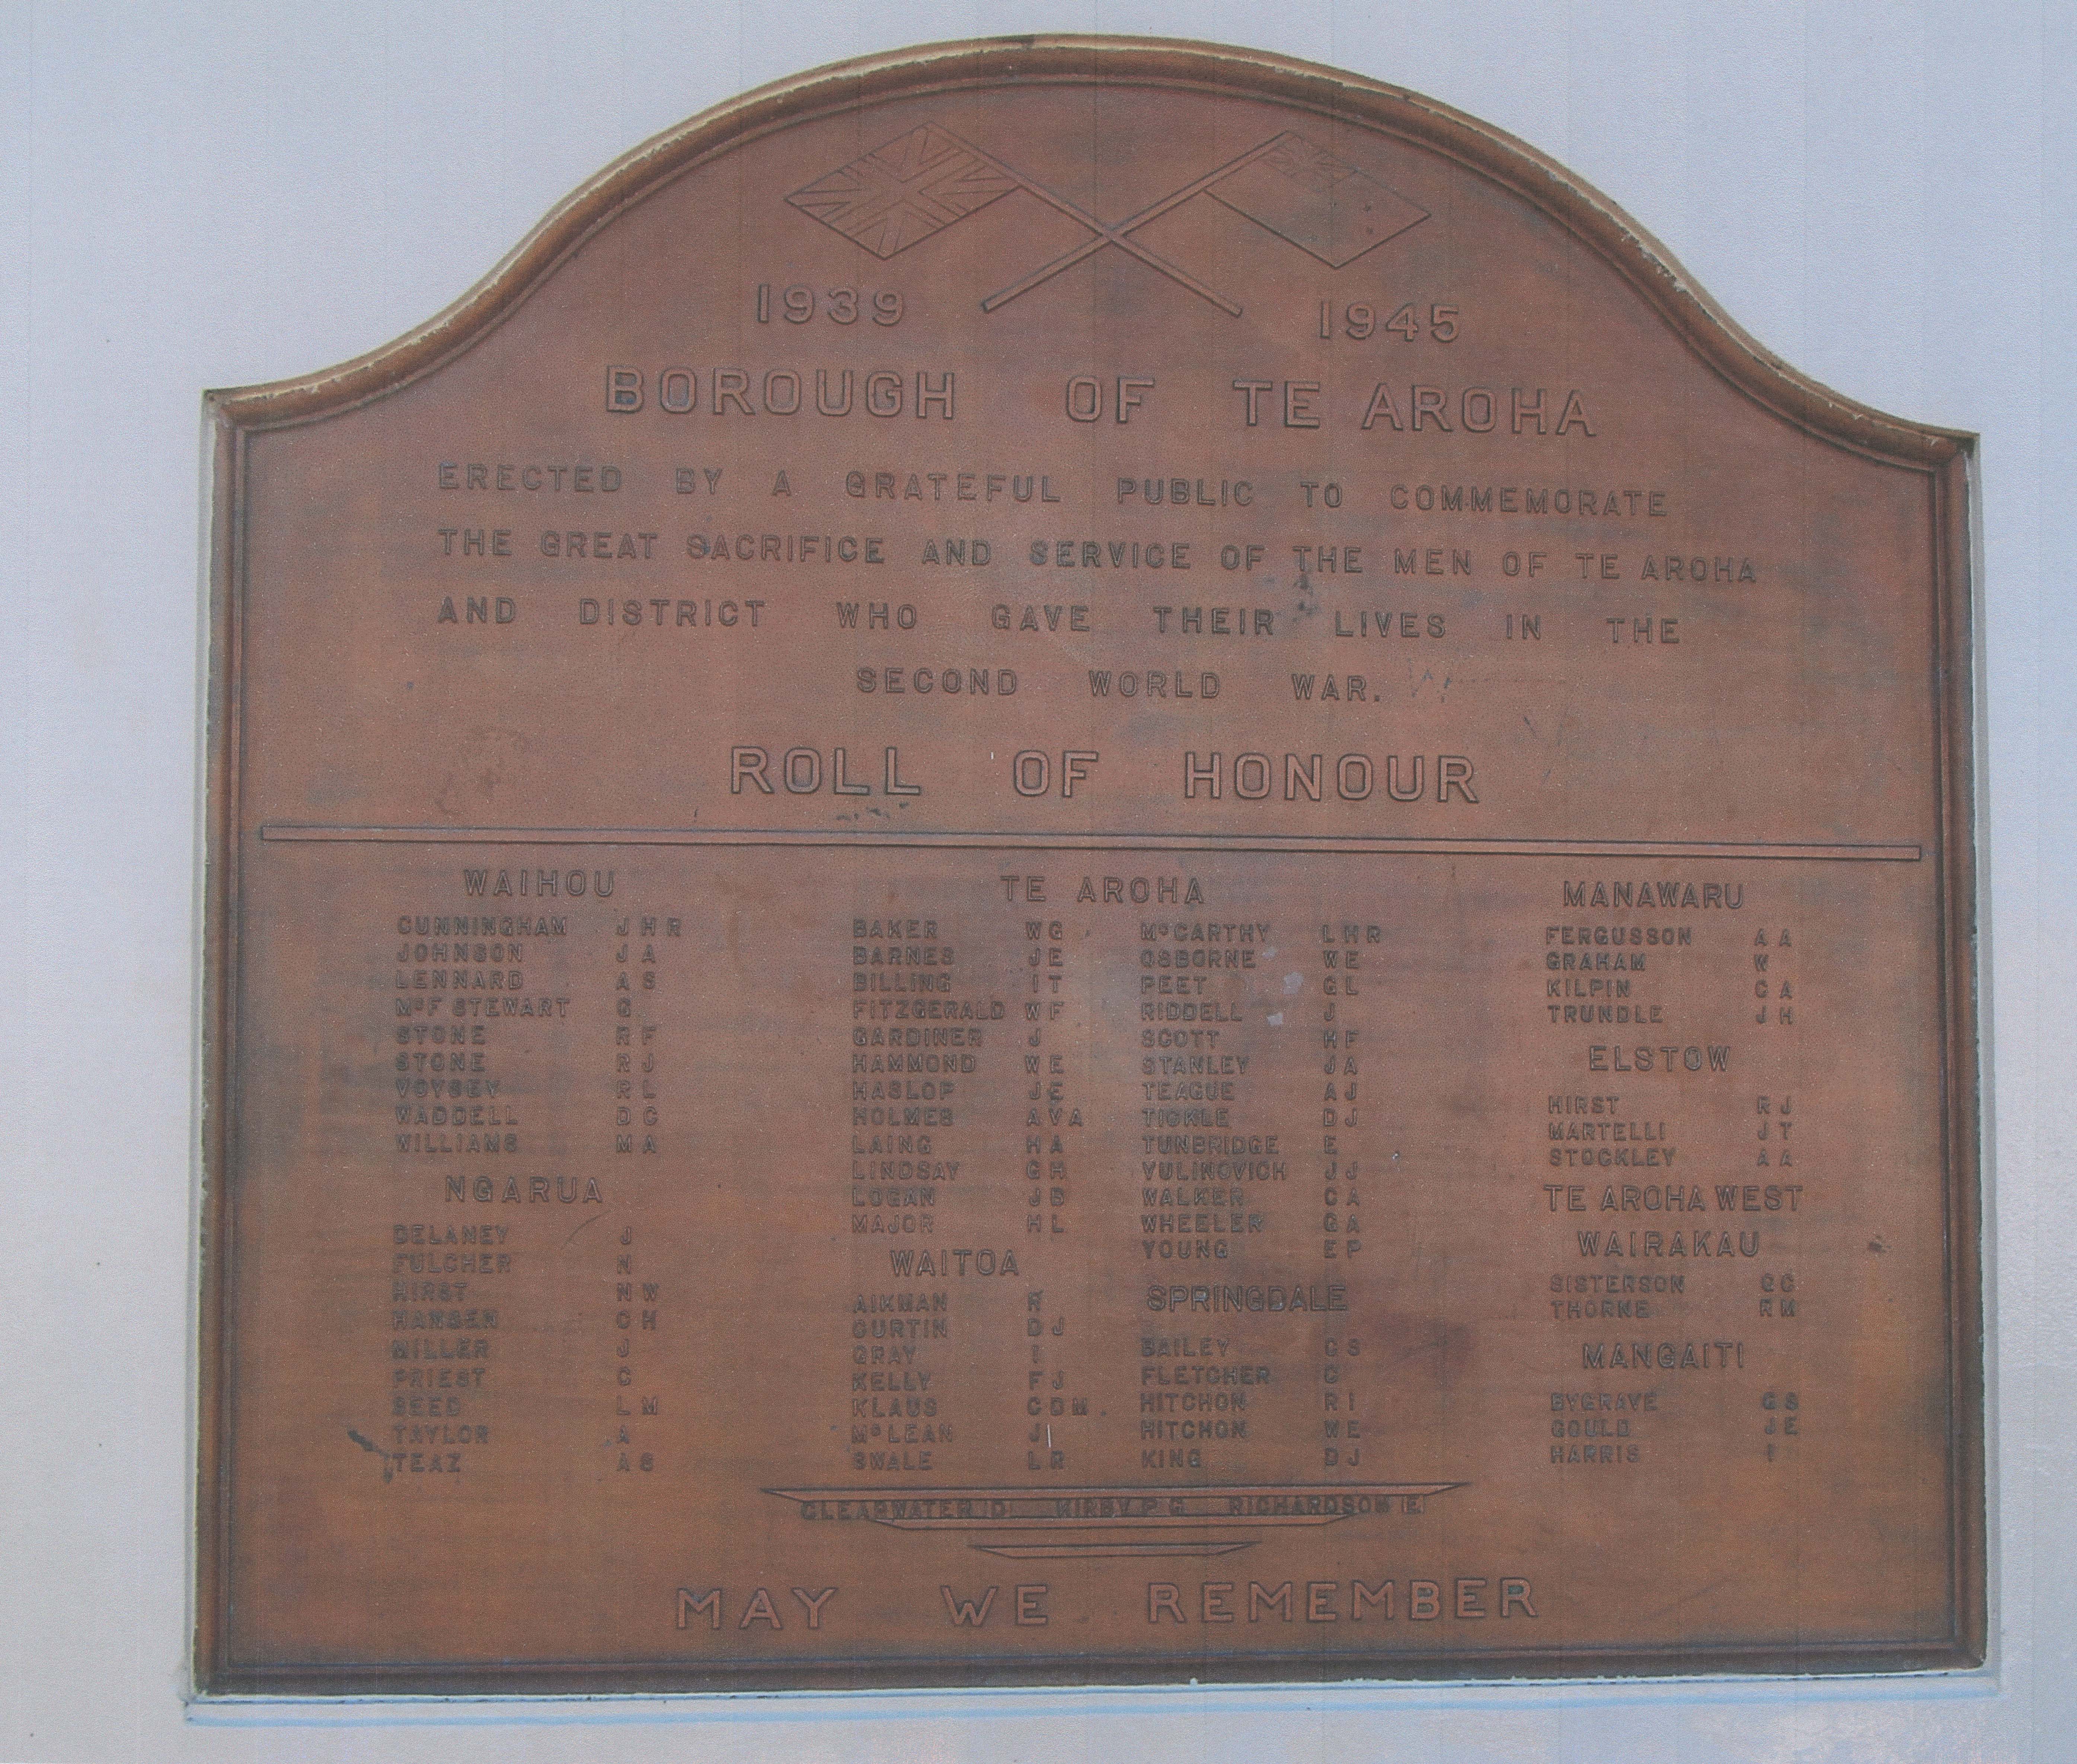 1939 1945
BOROUGH OF TE AROHA
ERECTED BY A GRATEFUL PUBLIC TO COMMEMORATE
THE GREAT SACRIFICE AND SERVICE OF THE MEN OF TE AROHA
AND DISTRICT WHO GAVE THEIR LIVES IN THE
SECOND WORLD WAR.
ROLL OF HONOUR
WAIHOU
CUNNINGHAM J H R
JOHNSON J A
LENNARD A S
McF STEWART G
STONE R F
STONE R J
VOYSEY R L
WADDELL D C
WILLIAMS M A
NGARUA
DELANEY J
FULCHER N
HIRST N W
HANSEN C H
MILLER J
PRIEST C
SEED L M
TAYLOR A
TEAZ A S
TE AROHA
BAKER W G
BARNES J E
BILLING I T
FITZGERALD W F
GARDINER J
HAMMOND W E
HASLOP J E
HOLMES A V A
LAING H A
LINDSAY G H
LOGAN J B
MAJOR H L
McCARTHY L H R
OSBORNE W E
PEET G L
RIDDELL J
SCOTT H F
STANLEY J A
TEAGUE A J
TICKLE D J
TUNBRIDGE E
VULINOVICH J J
WALKER C A
WHEELER G A
YOUNG E P
WAITOA
AIKMAN R
CURTIN D J
GRAY I
KELLY F J
KLAUS C D M
McLEAN J
SWALE L R
SPRINGDALE
BAILEY C S
FLETCHER C
HITCHON R I
HITCHON W E
KING D J
MANAWARU
FERGUSSON A A
GRAHAM W
KILPIN C A
TRUNDLE J H
ELSTOW
HIRST R J
MARTELLI J T
STOCKLEY A A
TE AROHA WEST
WAIRAKAU
SISTERSON
THORNE R M
MANGAITI
BYGRAVE G S
GOULD J E
HARRIS I
CLEARWATER D KIRBY P G RICHARDSON E
MAY WE REMEMBER